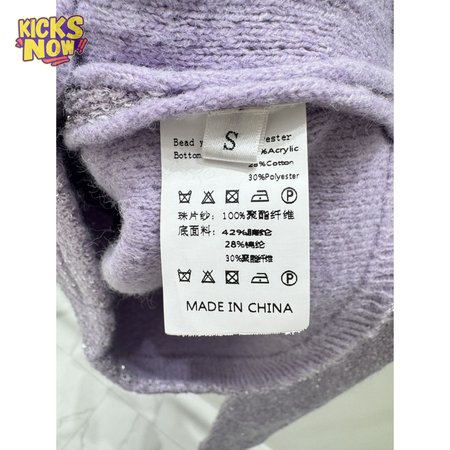 KICKS
NOW!
S
Bead y ester
Bottom % Acrylic
28%Cotton
30%Polyester
珠片纱: 100%聚酯纤维
底面料: 42%腈纶
28%棉纶
30%聚酯纤维
MADE IN CHINA